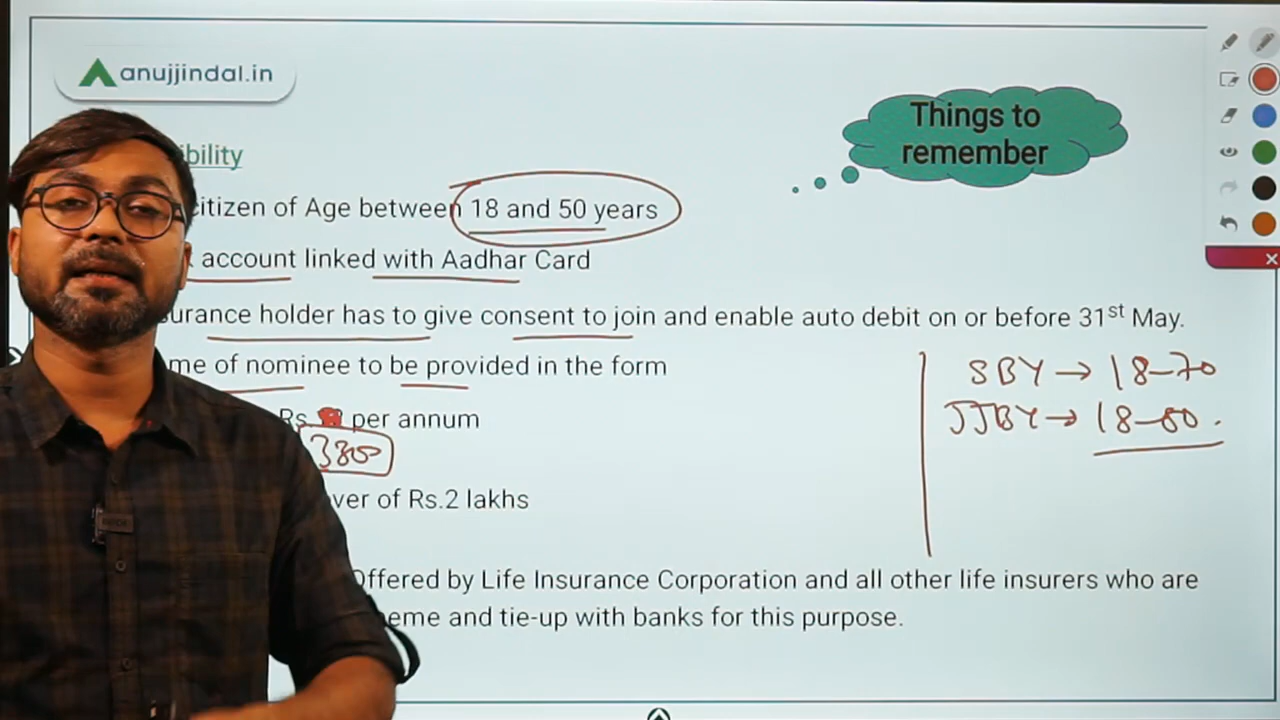 anujjindal.in
Things to
remember
ibility
citizen of Age between 18 and 50 years
account linked with Aadhar Card
surance holder has to give consent to join and enable auto debit on or before 31st May.
me of nominee to be provided in the form
SBY → 18-70
Rs. per annum
JJBY → 18-50.
ver of Rs.2 lakhs
Offered by Life Insurance Corporation and all other life insurers who are
eme and tie-up with banks for this purpose.